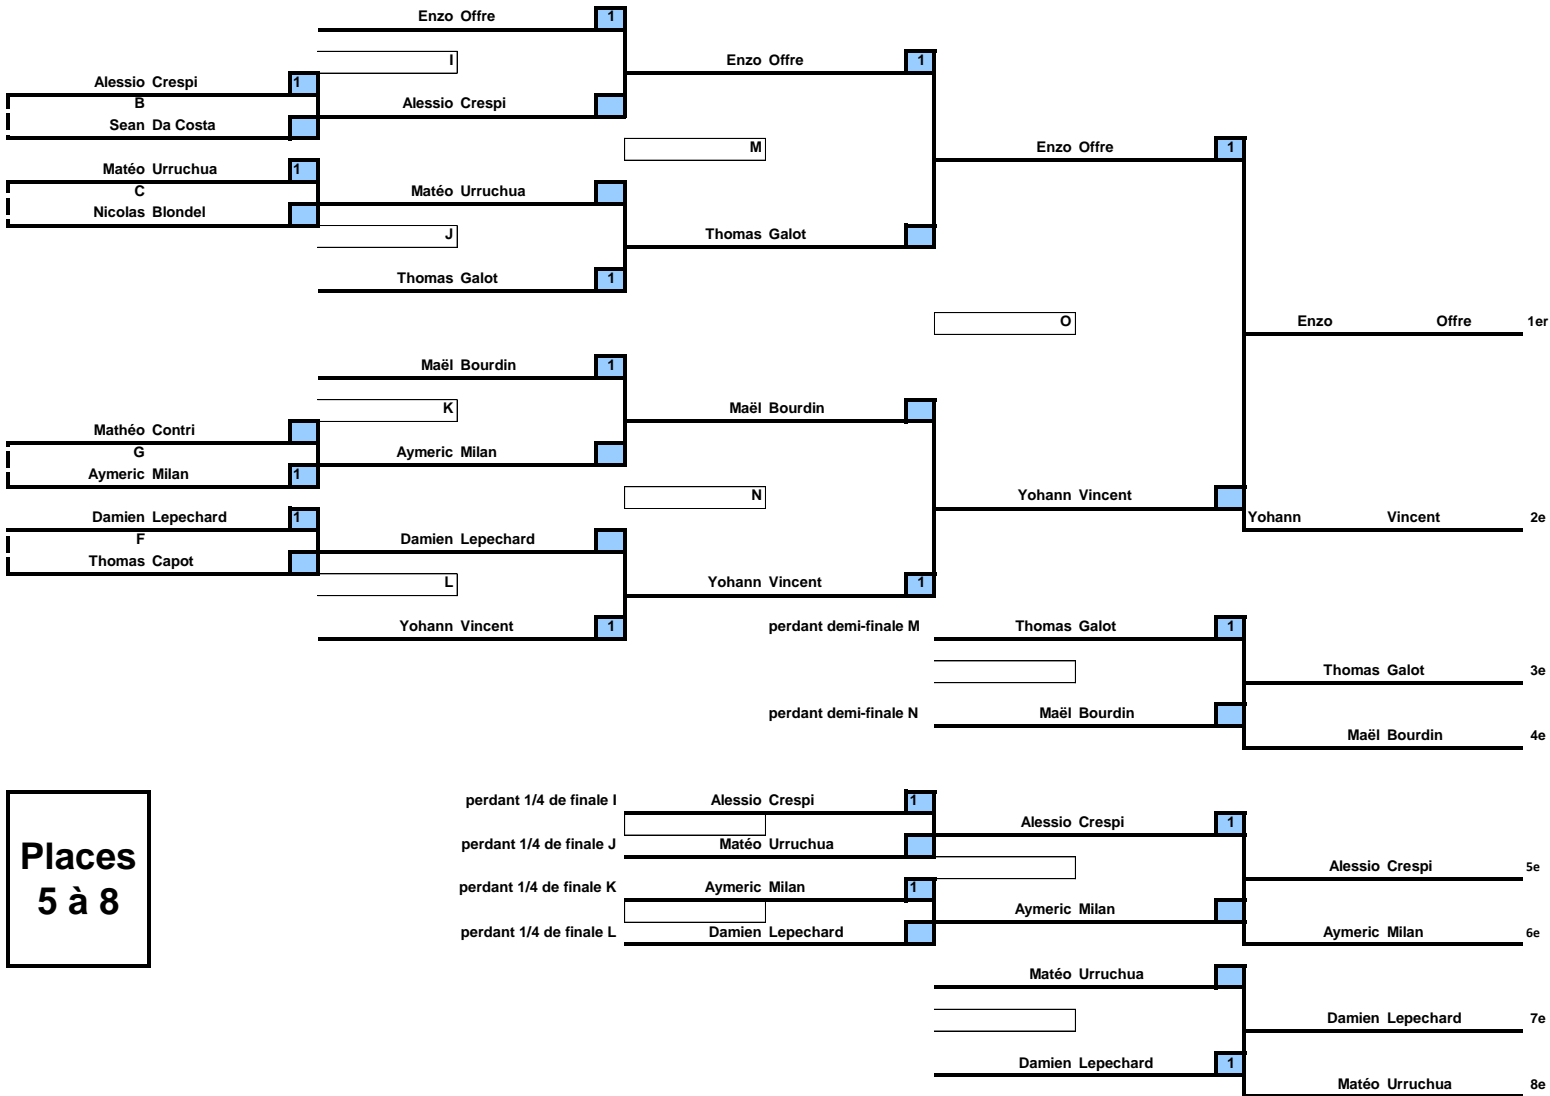 Enzo Offre 1
I
Enzo Offre 1
Alessio Crespi 1
B
Alessio Crespi
Sean Da Costa
M
Enzo Offre 1
Matéo Urruchua 1
C
Matéo Urruchua
Nicolas Blondel
J
Thomas Galot
Thomas Galot 1
O
Enzo Offre 1er
Maël Bourdin 1
K
Maël Bourdin
Mathéo Contri
G
Aymeric Milan
Aymeric Milan 1
N
Yohann Vincent
Damien Lepechard 1
Yohann Vincent 2e
F
Damien Lepechard
Thomas Capot
L
Yohann Vincent 1
Yohann Vincent 1
perdant demi-finale M Thomas Galot 1
Thomas Galot 3e
perdant demi-finale N Maël Bourdin
Maël Bourdin 4e
perdant 1/4 de finale I Alessio Crespi 1
Alessio Crespi 1
perdant 1/4 de finale J Matéo Urruchua
Places
5 à 8
Alessio Crespi 5e
perdant 1/4 de finale K Aymeric Milan 1
Aymeric Milan
perdant 1/4 de finale L Damien Lepechard
Aymeric Milan 6e
Matéo Urruchua
Damien Lepechard 7e
Damien Lepechard 1
Matéo Urruchua 8e